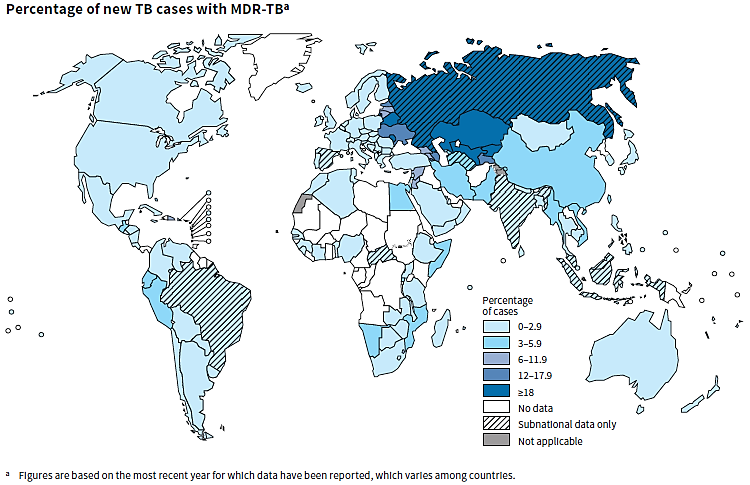 Percentage of new TB cases with MDR-TBᵃ
Percentage
of cases
0–2.9
3–5.9
6–11.9
12–17.9
≥18
No data
Subnational data only
Not applicable
ᵃ Figures are based on the most recent year for which data have been reported, which varies among countries.